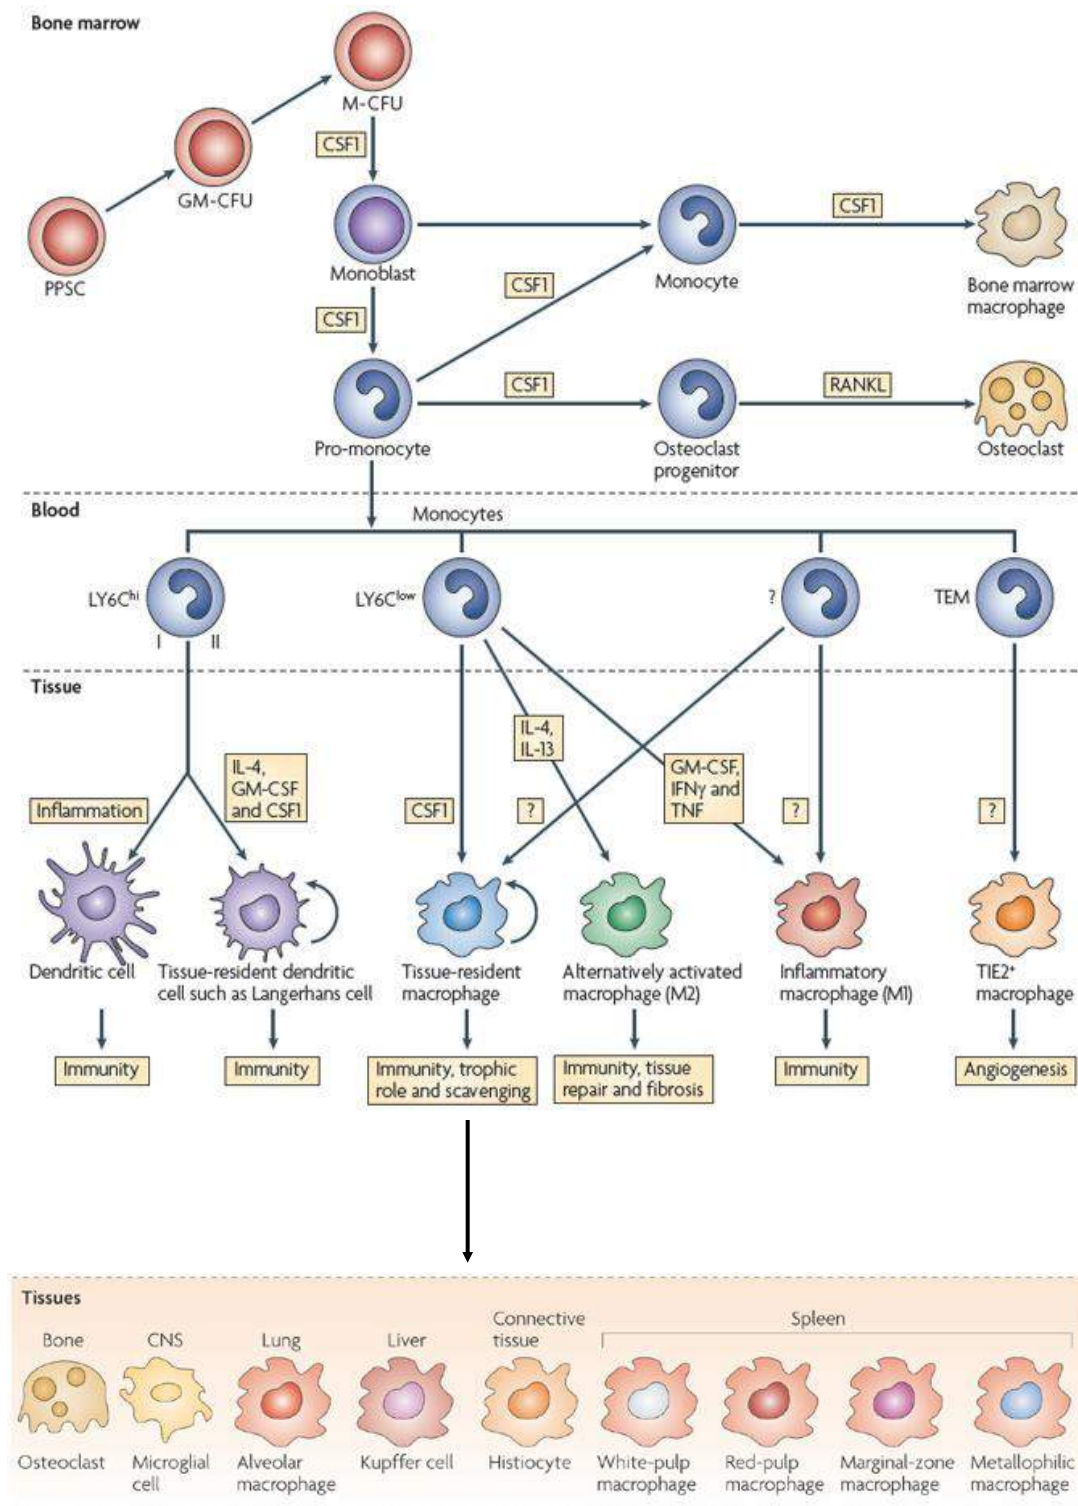 Bone marrow
M-CFU
CSF1
GM-CFU
PPSC
Monoblast
CSF1
Monocyte
CSF1
Bone marrow
macrophage
CSF1
Pro-monocyte
CSF1
Osteoclast
progenitor
RANKL
Osteoclast
Blood
Monocytes
LY6Chi
I II
LY6Clow
?
TEM
Tissue
Inflammation
IL-4,
GM-CSF
and CSF1
CSF1
IL-4,
IL-13
?
GM-CSF,
IFNγ and
TNF
?
?
Dendritic cell
Tissue-resident dendritic
cell such as Langerhans cell
Tissue-resident
macrophage
Alternatively activated
macrophage (M2)
Inflammatory
macrophage (M1)
TIE2+
macrophage
Immunity
Immunity
Immunity, trophic
role and scavenging
Immunity, tissue
repair and fibrosis
Immunity
Angiogenesis
Tissues
Bone
CNS
Lung
Liver
Connective
tissue
Spleen
Osteoclast
Microglial
cell
Alveolar
macrophage
Kupffer cell
Histiocyte
White-pulp
macrophage
Red-pulp
macrophage
Marginal-zone
macrophage
Metallophilic
macrophage